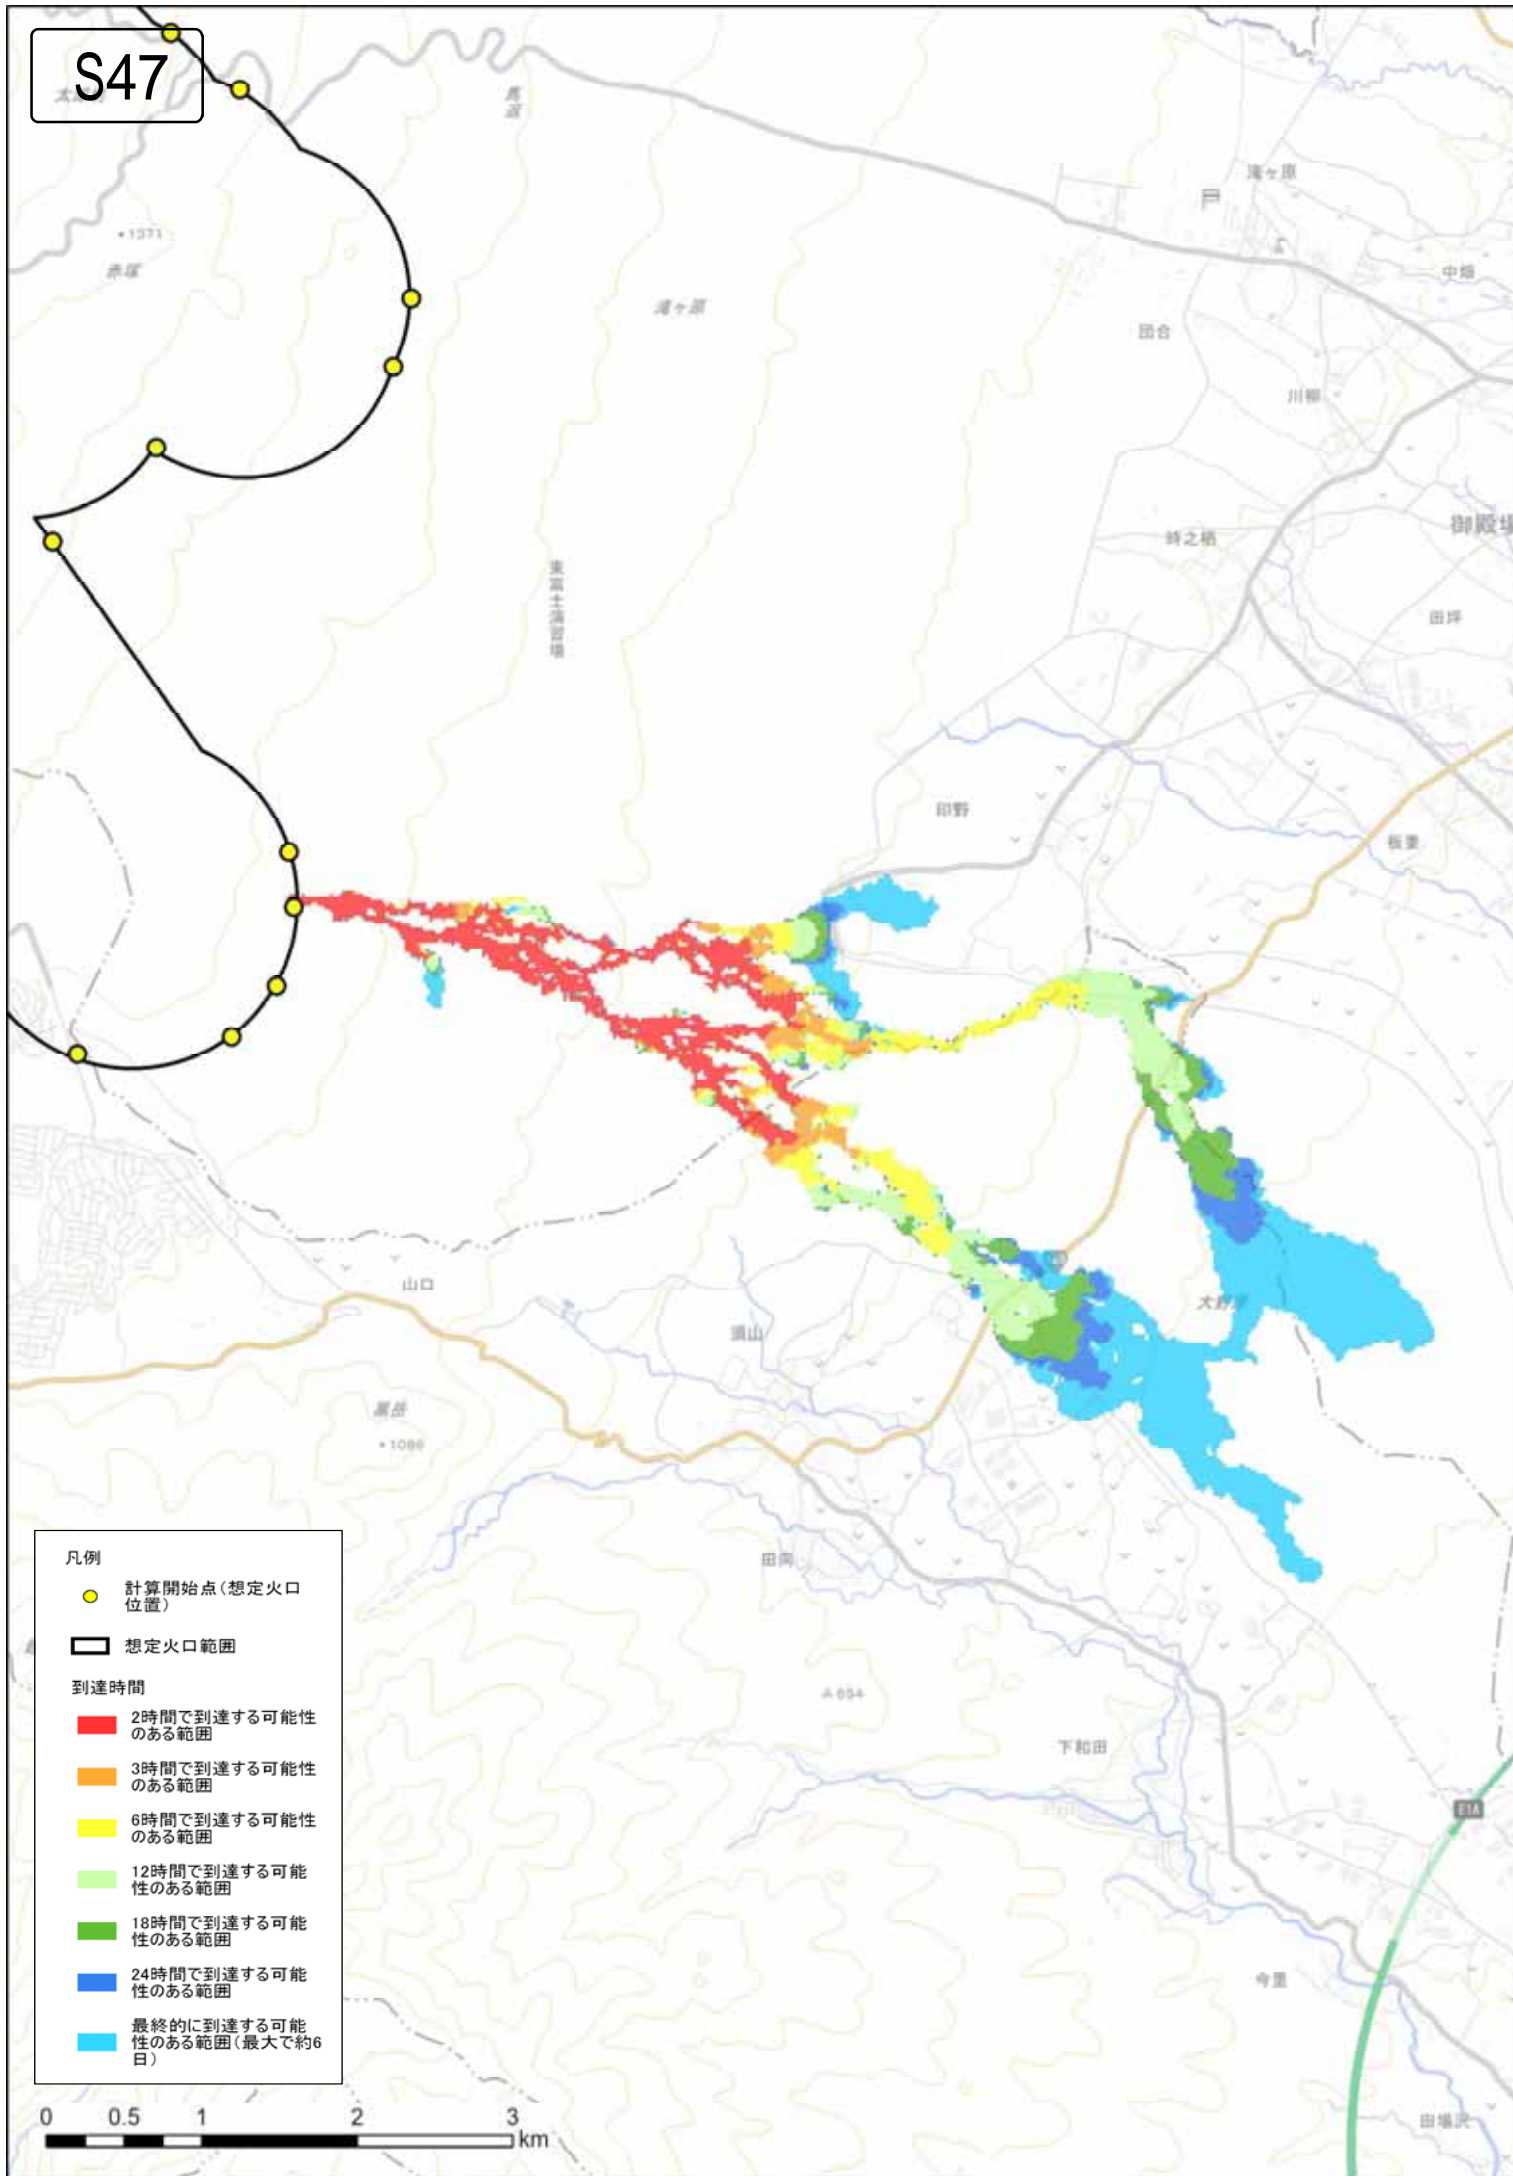 S47
馬返
滝ヶ原
・1371
赤塚
中畑
滝ヶ原
団合
川柳
時之栖
御殿場
東富士演習場
田坪
印野
板妻
山口
大野原
須山
黒岳
・1086
凡例
計算開始点(想定火口
位置)
想定火口範囲
到達時間
2時間で到達する可能性
のある範囲
3時間で到達する可能性
のある範囲
6時間で到達する可能性
のある範囲
12時間で到達する可能
性のある範囲
18時間で到達する可能
性のある範囲
24時間で到達する可能
性のある範囲
最終的に到達する可能
性のある範囲(最大で約6
日)
田向
654
下和田
E1A
今里
田場沢
0 0.5 1 2 3
km